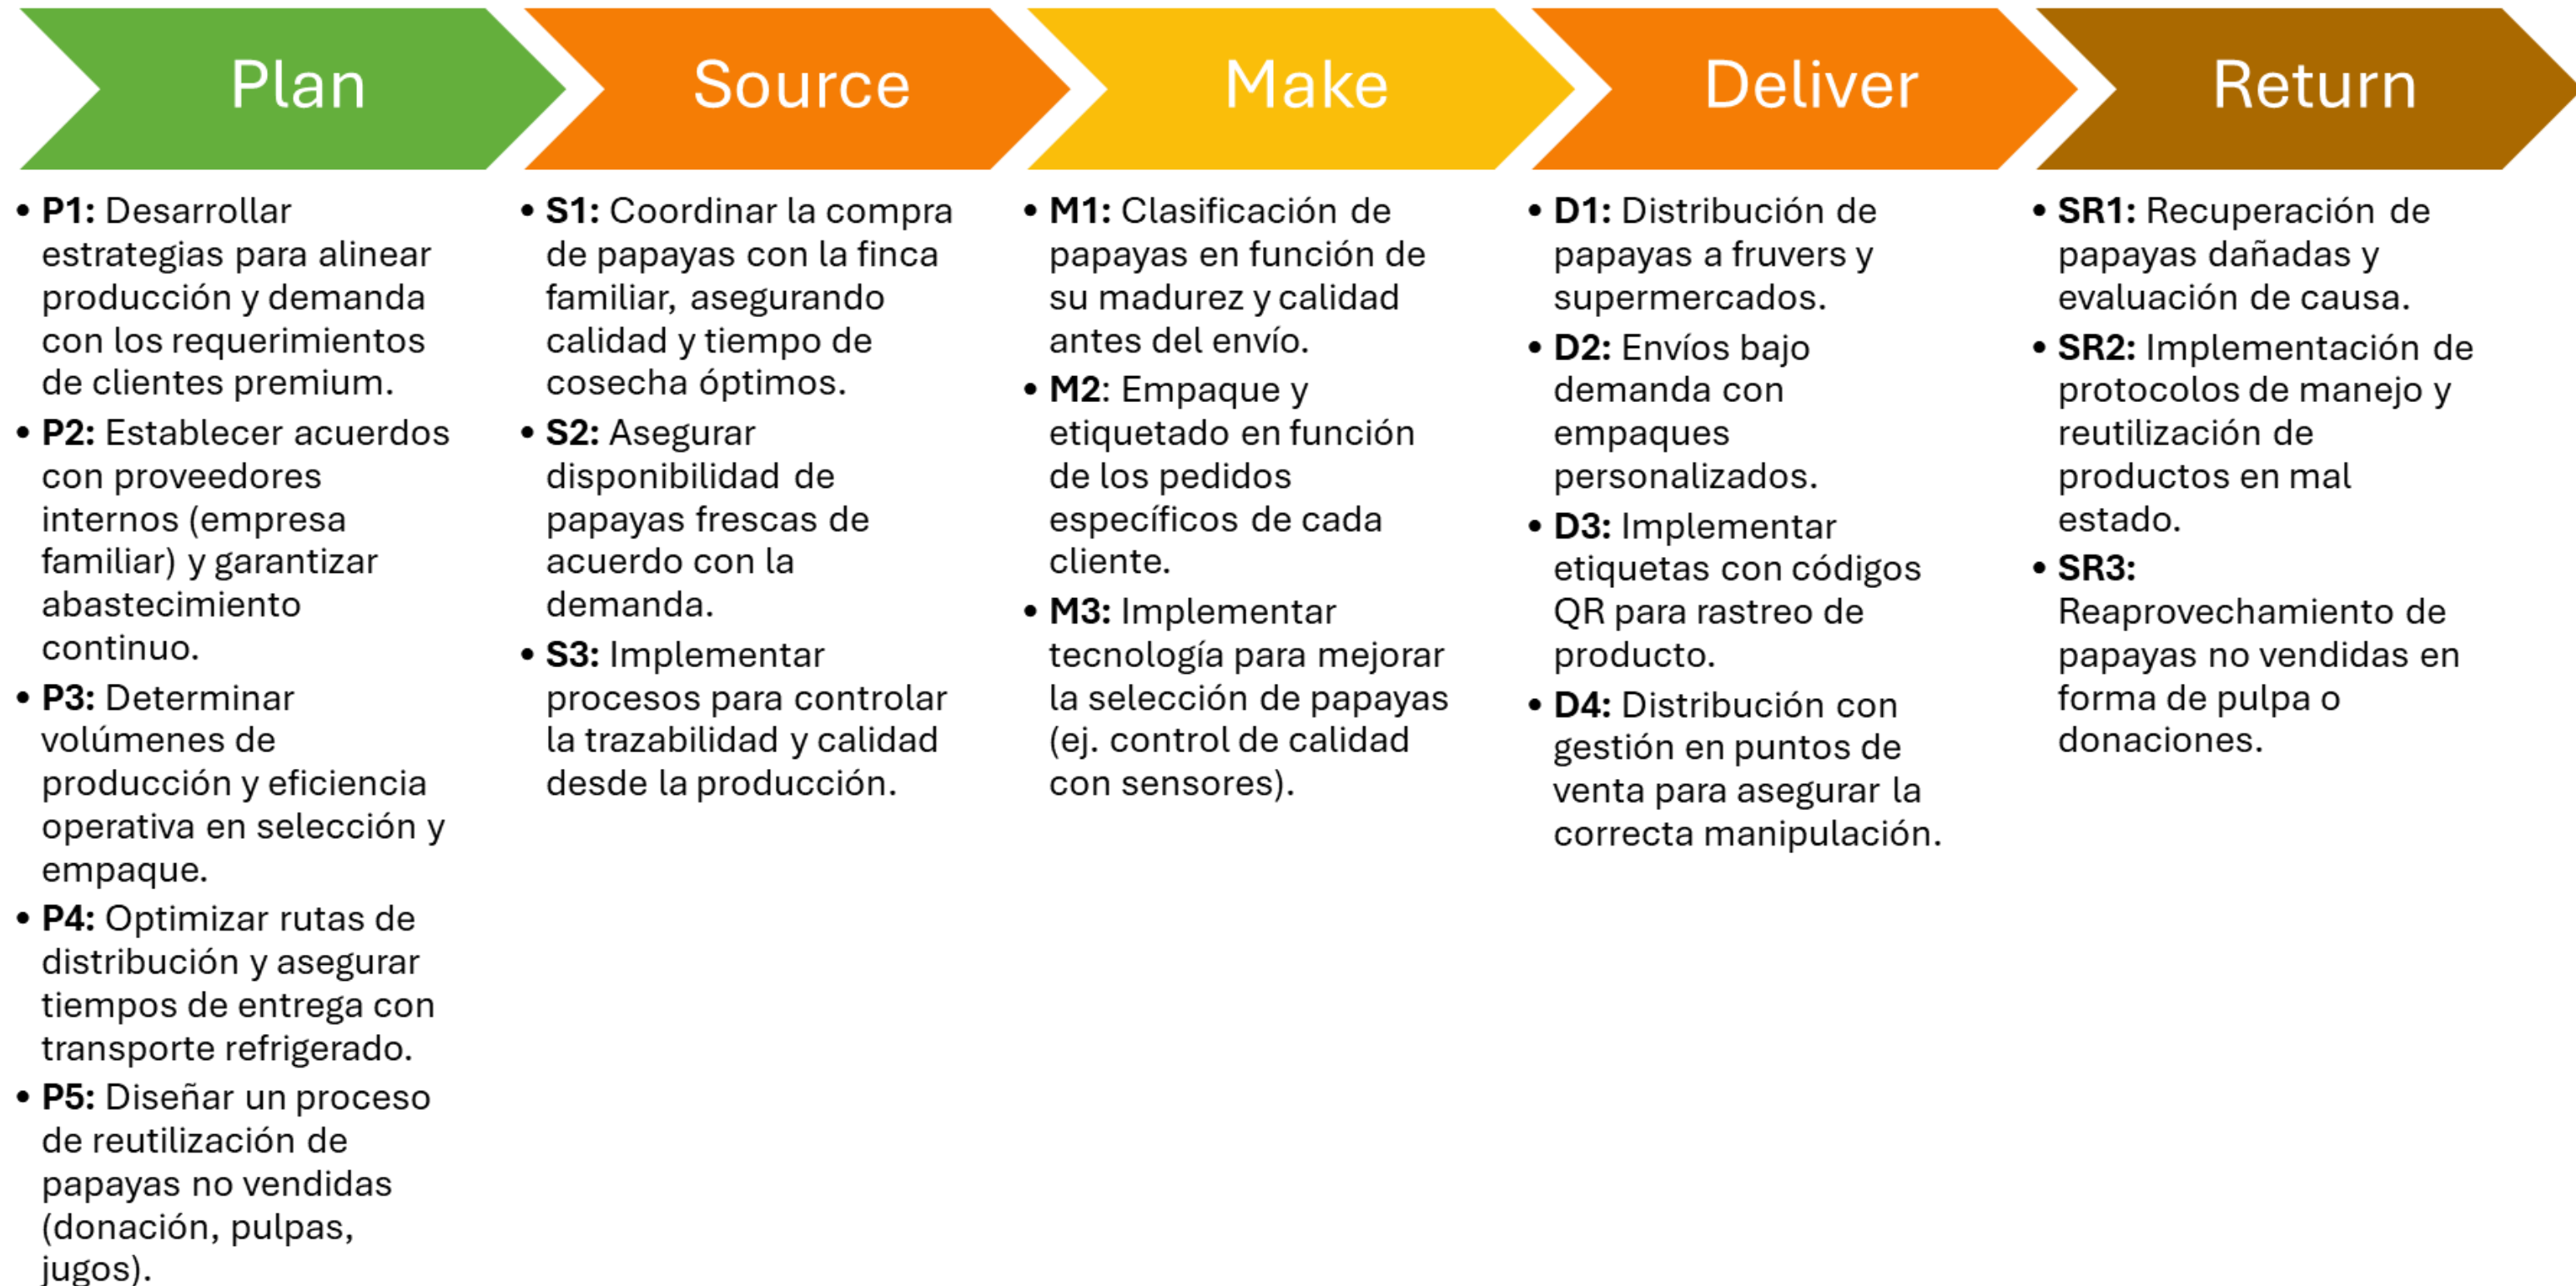 Plan
Source
Make
Deliver
Return
• P1: Desarrollar
estrategias para alinear
producción y demanda
con los requerimientos
de clientes premium.
• P2: Establecer acuerdos
con proveedores
internos (empresa
familiar) y garantizar
abastecimiento
continuo.
• P3: Determinar
volúmenes de
producción y eficiencia
operativa en selección y
empaque.
• P4: Optimizar rutas de
distribución y asegurar
tiempos de entrega con
transporte refrigerado.
• P5: Diseñar un proceso
de reutilización de
papayas no vendidas
(donación, pulpas,
jugos).
• S1: Coordinar la compra
de papayas con la finca
familiar, asegurando
calidad y tiempo de
cosecha óptimos.
• S2: Asegurar
disponibilidad de
papayas frescas de
acuerdo con la
demanda.
• S3: Implementar
procesos para controlar
la trazabilidad y calidad
desde la producción.
• M1: Clasificación de
papayas en función de
su madurez y calidad
antes del envío.
• M2: Empaque y
etiquetado en función
de los pedidos
específicos de cada
cliente.
• M3: Implementar
tecnología para mejorar
la selección de papayas
(ej. control de calidad
con sensores).
• D1: Distribución de
papayas a fruvers y
supermercados.
• D2: Envíos bajo
demanda con
empaques
personalizados.
• D3: Implementar
etiquetas con códigos
QR para rastreo de
producto.
• D4: Distribución con
gestión en puntos de
venta para asegurar la
correcta manipulación.
• SR1: Recuperación de
papayas dañadas y
evaluación de causa.
• SR2: Implementación de
protocolos de manejo y
reutilización de
productos en mal
estado.
• SR3:
Reaprovechamiento de
papayas no vendidas en
forma de pulpa o
donaciones.